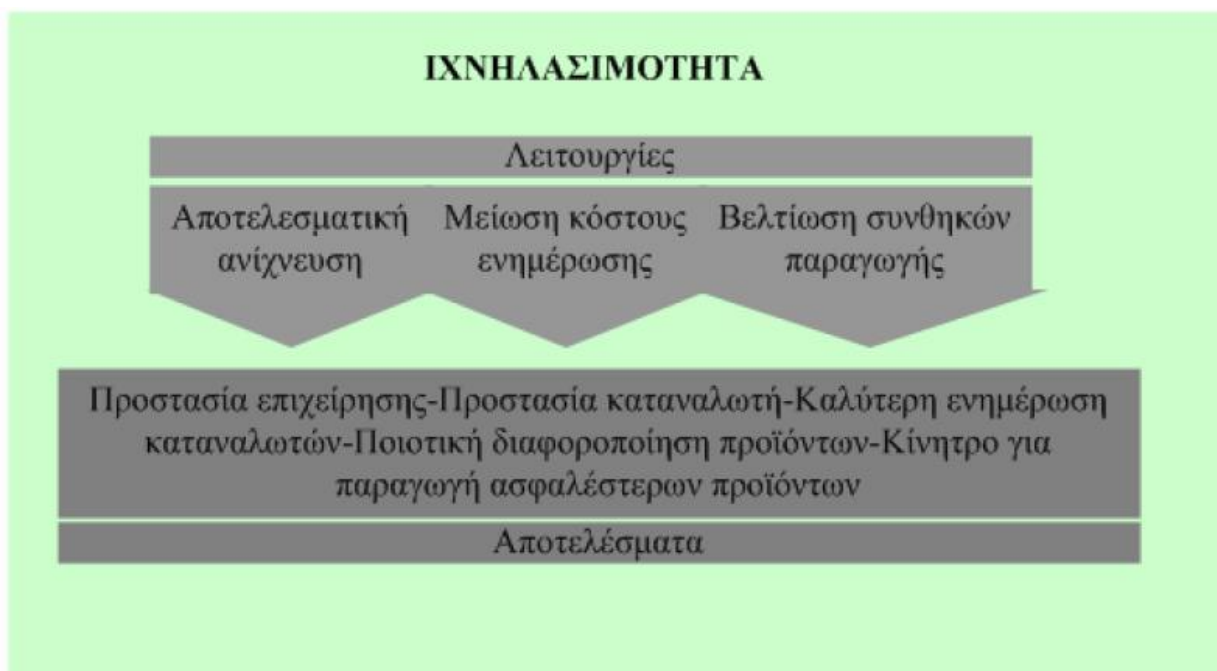 ΙΧΝΗΛΑΣΙΜΟΤΗΤΑ
Λειτουργίες
Αποτελεσματική
ανίχνευση
Μείωση κόστους
ενημέρωσης
Βελτίωση συνθηκών
παραγωγής
Προστασία επιχείρησης-Προστασία καταναλωτή-Καλύτερη ενημέρωση
καταναλωτών-Ποιοτική διαφοροποίηση προϊόντων-Κίνητρο για
παραγωγή ασφαλέστερων προϊόντων
Αποτελέσματα